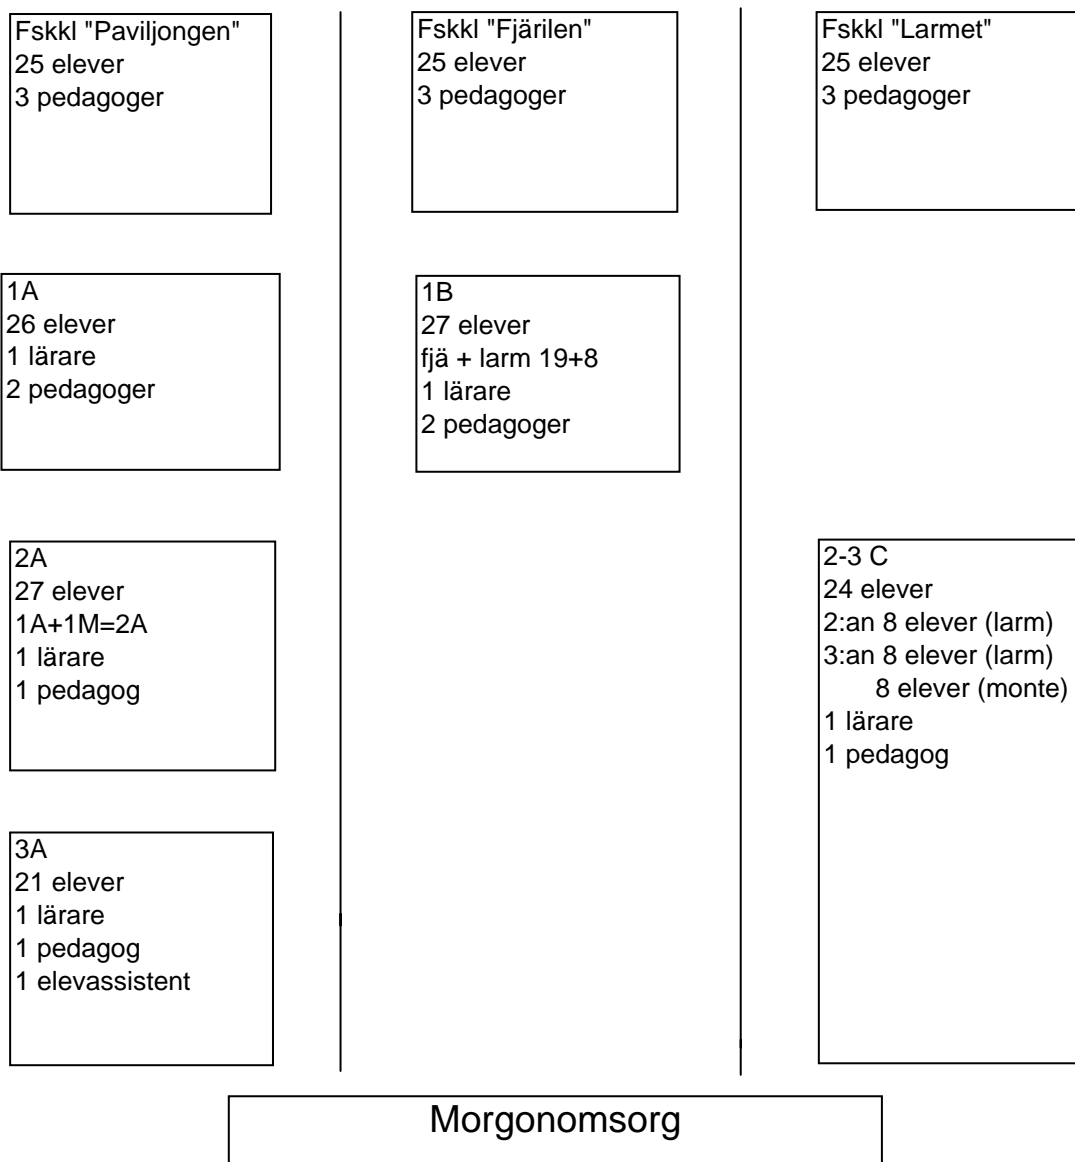 Fskkl "Paviljongen"
25 elever
3 pedagoger
Fskkl "Fjärilen"
25 elever
3 pedagoger
Fskkl "Larmet"
25 elever
3 pedagoger
1A
26 elever
1 lärare
2 pedagoger
1B
27 elever
fjä + larm 19+8
1 lärare
2 pedagoger
2A
27 elever
1A+1M=2A
1 lärare
1 pedagog
2-3 C
24 elever
2:an 8 elever (larm)
3:an 8 elever (larm)
8 elever (monte)
1 lärare
1 pedagog
3A
21 elever
1 lärare
1 pedagog
1 elevassistent
Morgonomsorg